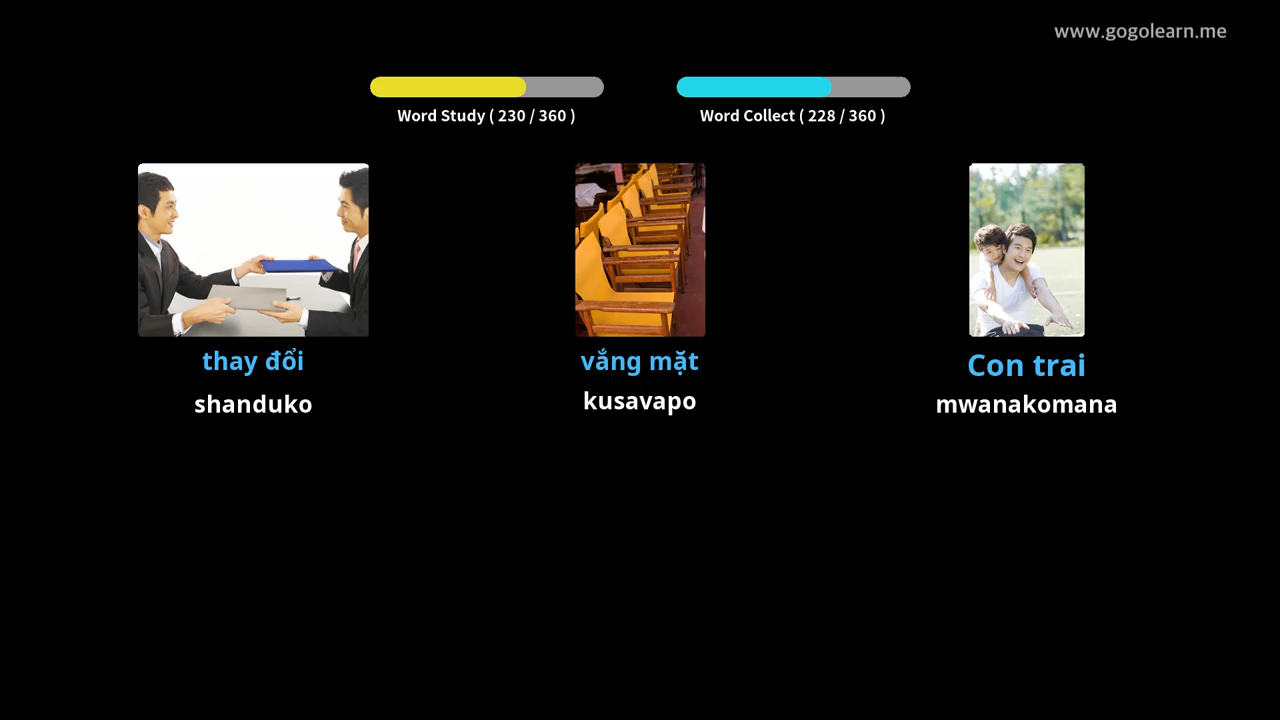 www.gogolearn.me
Word Study ( 230 / 360 )
Word Collect ( 228 / 360 )
thay đổi
vắng mặt
Con trai
shanduko
kusavapo
mwanakomana